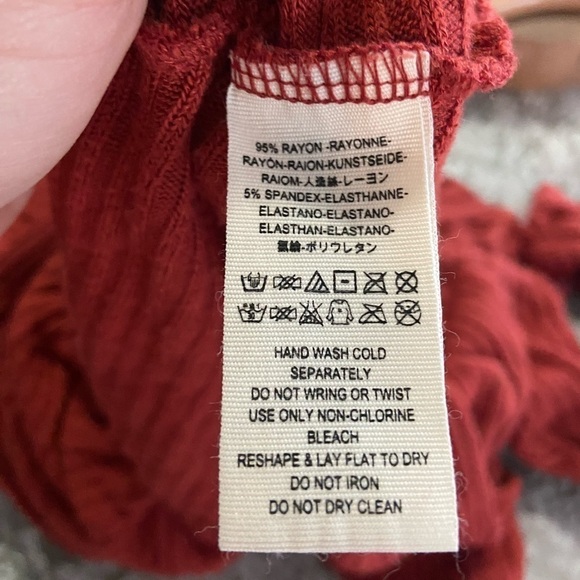 95% RAYON -RAYONNE-
RAYÓN-RAION-KUNSTSEIDE-
RAIOM-人造絲-レーヨン
5% SPANDEX-ELASTHANNE-
ELASTANO-ELASTANO-
ELASTHAN-ELASTANO-
氨綸-ポリウレタン
HAND WASH COLD
SEPARATELY
DO NOT WRING OR TWIST
USE ONLY NON-CHLORINE
BLEACH
RESHAPE & LAY FLAT TO DRY
DO NOT IRON
DO NOT DRY CLEAN